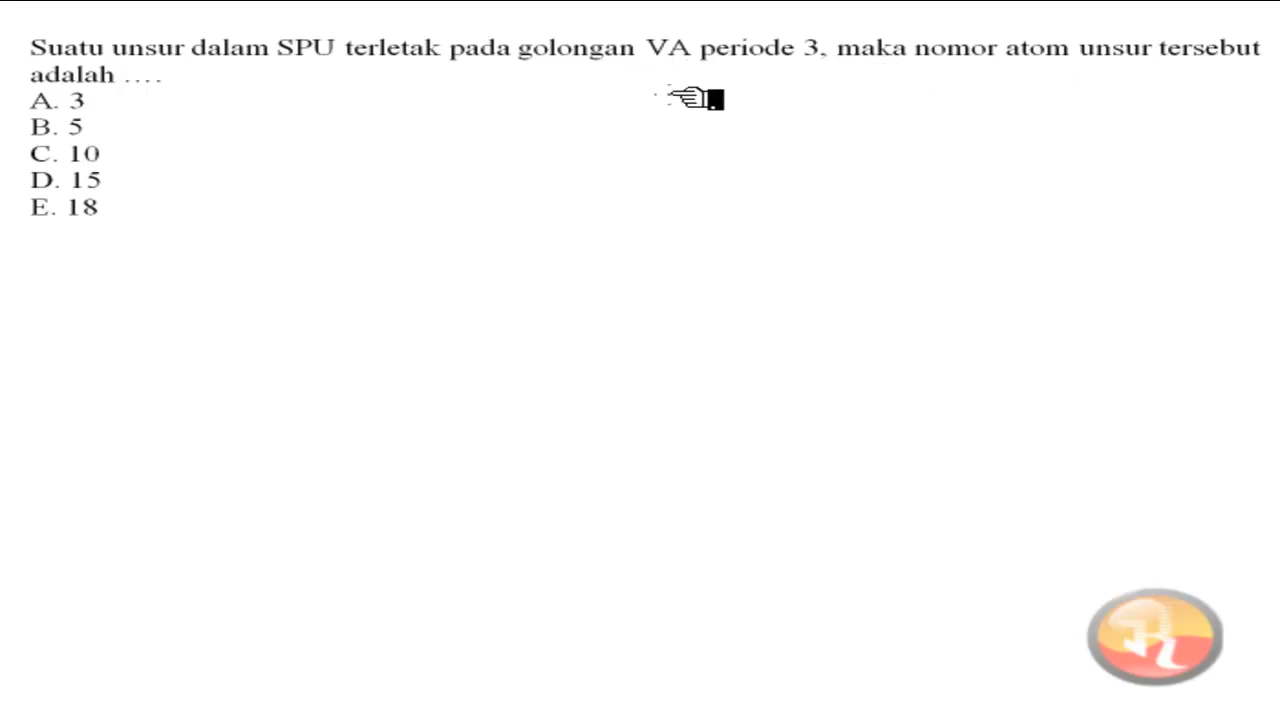 Suatu unsur dalam SPU terletak pada golongan VA periode 3, maka nomor atom unsur tersebut
adalah ....
A. 3
B. 5
C. 10
D. 15
E. 18